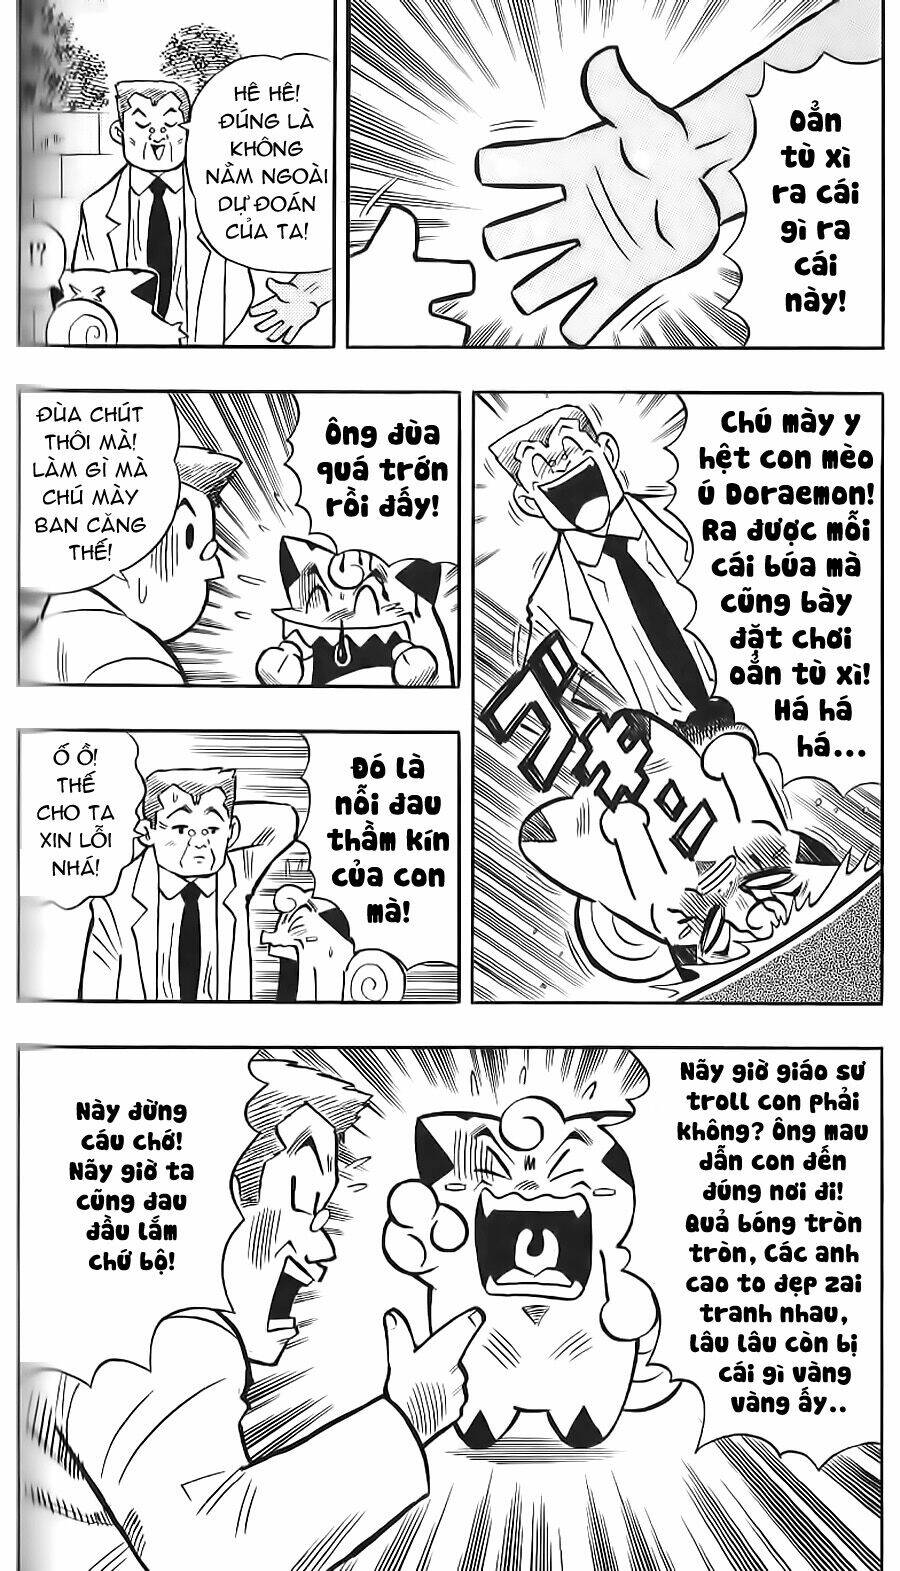 OẲN
TÙ XÌ
RA CÁI
GÌ RA
CÁI
NÀY!
HÊ HÊ!
ĐÚNG LÀ
KHÔNG
NẰM NGOÀI
DỰ ĐOÁN
CỦA TA!
!?
Chú mày y
hệt con mèo
ú Doraemon!
Ra được mỗi
cái búa mà
cũng bày
đặt chơi
oẳn tù xì!
Há há
há...
ブギッ
Ông đùa
quá trớn
rồi đấy!
ĐÙA CHÚT
THÔI MÀ!
LÀM GÌ MÀ
CHÚ MÀY
BAN CĂNG
THẾ!
Đó là
nỗi đau
thầm kín
của con
mà!
Ố Ồ!
THẾ
CHO TA
XIN LỖI
NHÁ!
Nãy giờ giáo sư
troll con phải
không? Ông mau
dẫn con đến
đúng nơi đi!
Quả bóng tròn
tròn, các anh
cao to đẹp zai
tranh nhau,
lâu lâu còn bị
cái gì vàng
vàng ấy..
Này đừng
cáu chớ!
Nãy giờ ta
cũng đau
đầu lắm
chứ bộ!